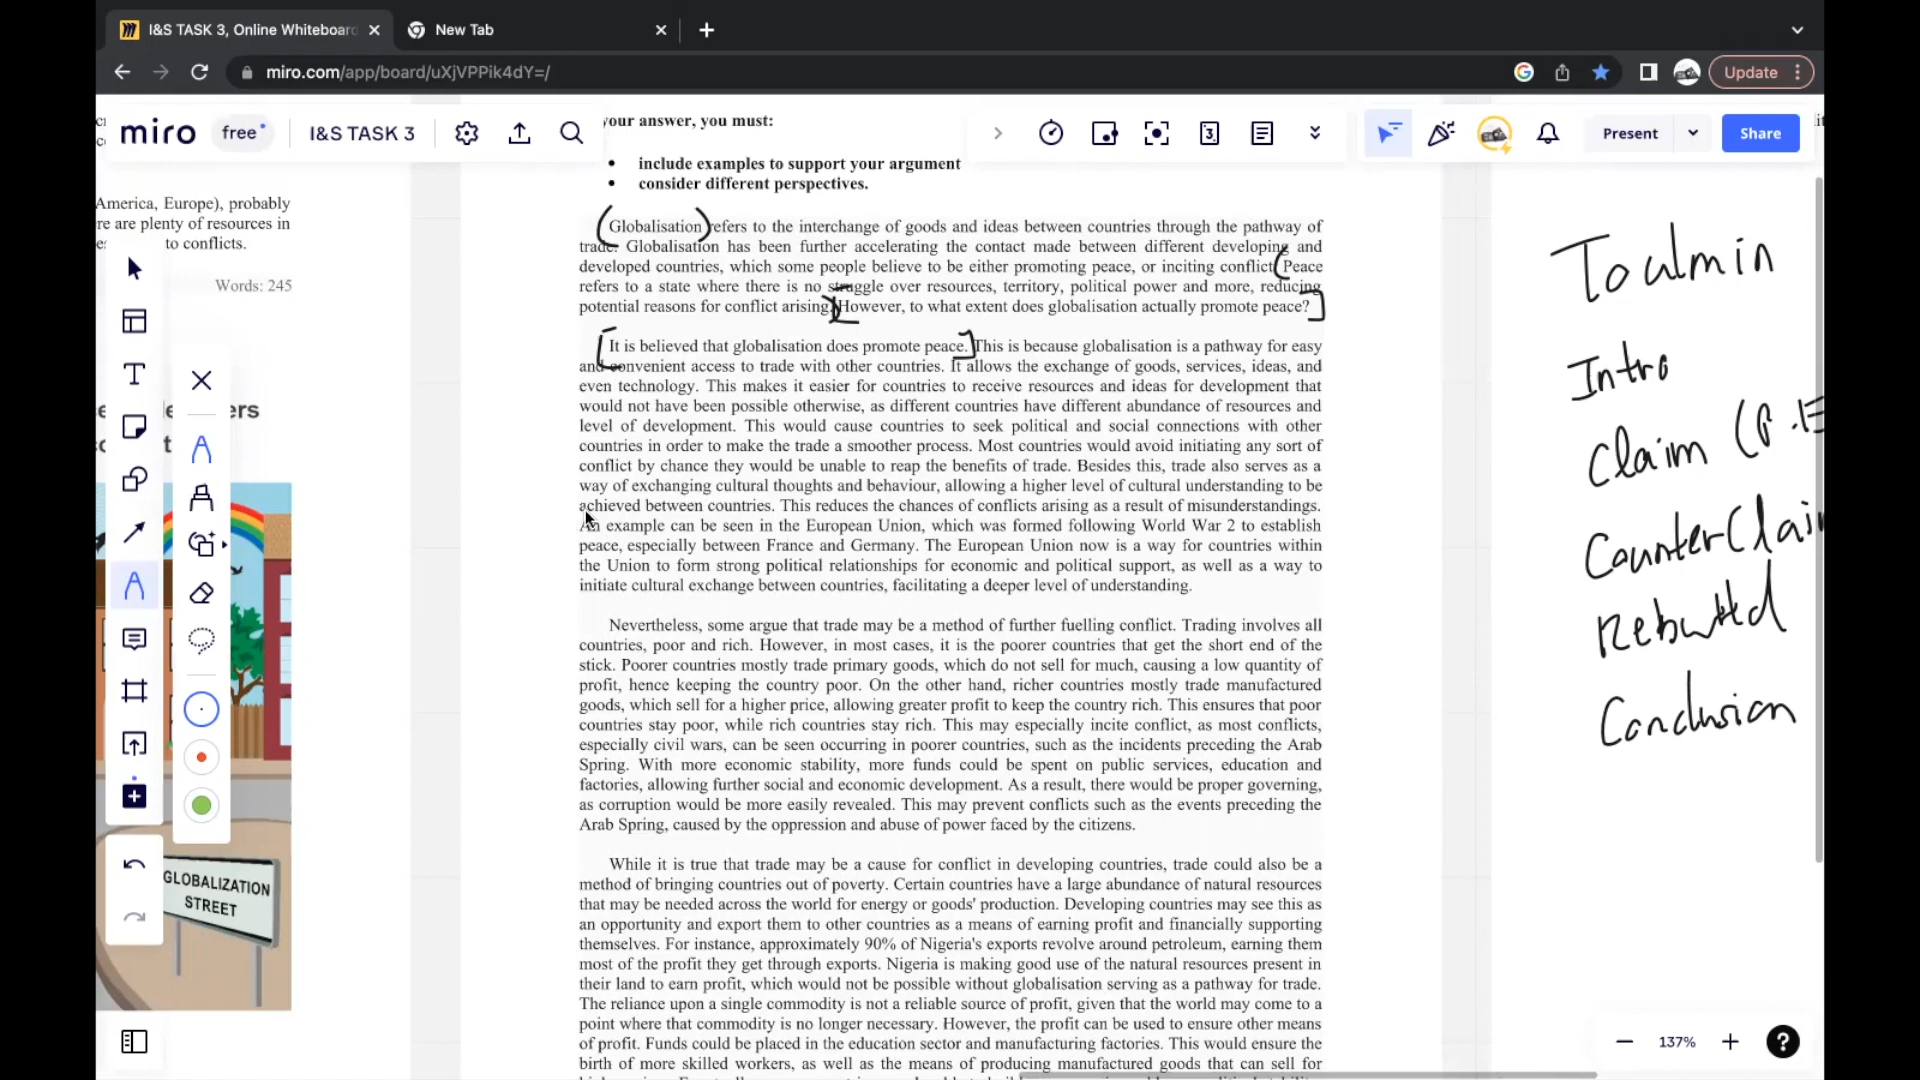 I&S TASK 3, Online Whiteboard
New Tab
miro.com/app/board/uXjVPPik4dY=/
Update
miro
free
I&S TASK 3
3
Present
Share
your answer, you must:
• include examples to support your argument
• consider different perspectives.
America, Europe), probably
re are plenty of resources in
to conflicts.
Words: 245
ers
GLOBALIZATION
STREET
Globalisation refers to the interchange of goods and ideas between countries through the pathway of
trade. Globalisation has been further accelerating the contact made between different developing and
developed countries, which some people believe to be either promoting peace, or inciting conflict. Peace
refers to a state where there is no struggle over resources, territory, political power and more, reducing
potential reasons for conflict arising. However, to what extent does globalisation actually promote peace?
It is believed that globalisation does promote peace. This is because globalisation is a pathway for easy
and convenient access to trade with other countries. It allows the exchange of goods, services, ideas, and
even technology. This makes it easier for countries to receive resources and ideas for development that
would not have been possible otherwise, as different countries have different abundance of resources and
level of development. This would cause countries to seek political and social connections with other
countries in order to make the trade a smoother process. Most countries would avoid initiating any sort of
conflict by chance they would be unable to reap the benefits of trade. Besides this, trade also serves as a
way of exchanging cultural thoughts and behaviour, allowing a higher level of cultural understanding to be
achieved between countries. This reduces the chances of conflicts arising as a result of misunderstandings.
An example can be seen in the European Union, which was formed following World War 2 to establish
peace, especially between France and Germany. The European Union now is a way for countries within
the Union to form strong political relationships for economic and political support, as well as a way to
initiate cultural exchange between countries, facilitating a deeper level of understanding.
Nevertheless, some argue that trade may be a method of further fuelling conflict. Trading involves all
countries, poor and rich. However, in most cases, it is the poorer countries that get the short end of the
stick. Poorer countries mostly trade primary goods, which do not sell for much, causing a low quantity of
profit, hence keeping the country poor. On the other hand, richer countries mostly trade manufactured
goods, which sell for a higher price, allowing greater profit to keep the country rich. This ensures that poor
countries stay poor, while rich countries stay rich. This may especially incite conflict, as most conflicts,
especially civil wars, can be seen occurring in poorer countries, such as the incidents preceding the Arab
Spring. With more economic stability, more funds could be spent on public services, education and
factories, allowing further social and economic development. As a result, there would be proper governing,
as corruption would be more easily revealed. This may prevent conflicts such as the events preceding the
Arab Spring, caused by the oppression and abuse of power faced by the citizens.
While it is true that trade may be a cause for conflict in developing countries, trade could also be a
method of bringing countries out of poverty. Certain countries have a large abundance of natural resources
that may be needed across the world for energy or goods' production. Developing countries may see this as
an opportunity and export them to other countries as a means of earning profit and financially supporting
themselves. For instance, approximately 90% of Nigeria's exports revolve around petroleum, earning them
most of the profit they get through exports. Nigeria is making good use of the natural resources present in
their land to earn profit, which would not be possible without globalisation serving as a pathway for trade.
The reliance upon a single commodity is not a reliable source of profit, given that the world may come to a
point where that commodity is no longer necessary. However, the profit can be used to ensure other means
of profit. Funds could be placed in the education sector and manufacturing factories. This would ensure the
birth of more skilled workers, as well as the means of producing manufactured goods that can sell for
Toulmin
Intro
Claim (P.E
Counter Claim
Rebuttal
Conclusion
137%